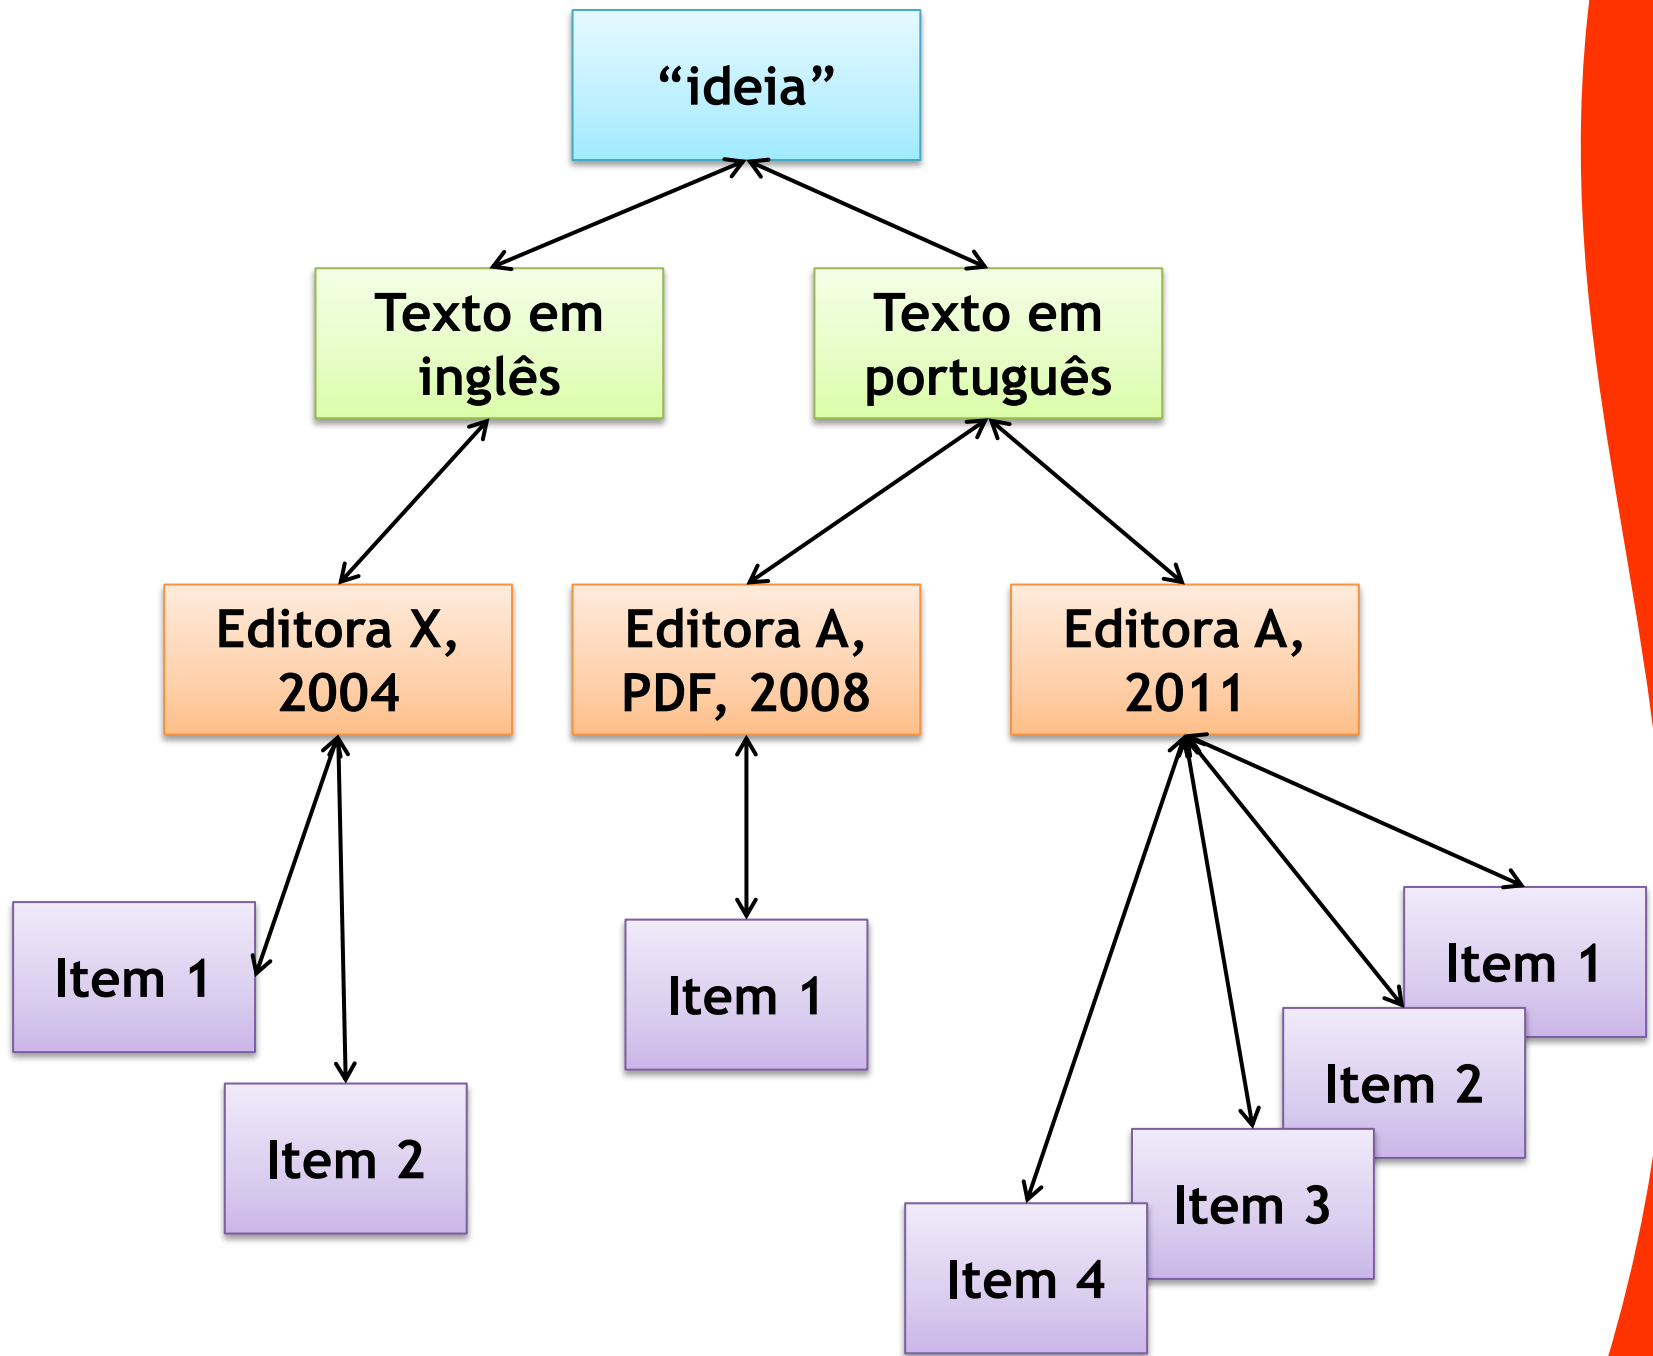 “ideia”
Texto em
inglês
Texto em
português
Editora X,
2004
Editora A,
PDF, 2008
Editora A,
2011
Item 1
Item 2
Item 1
Item 1
Item 2
Item 3
Item 4